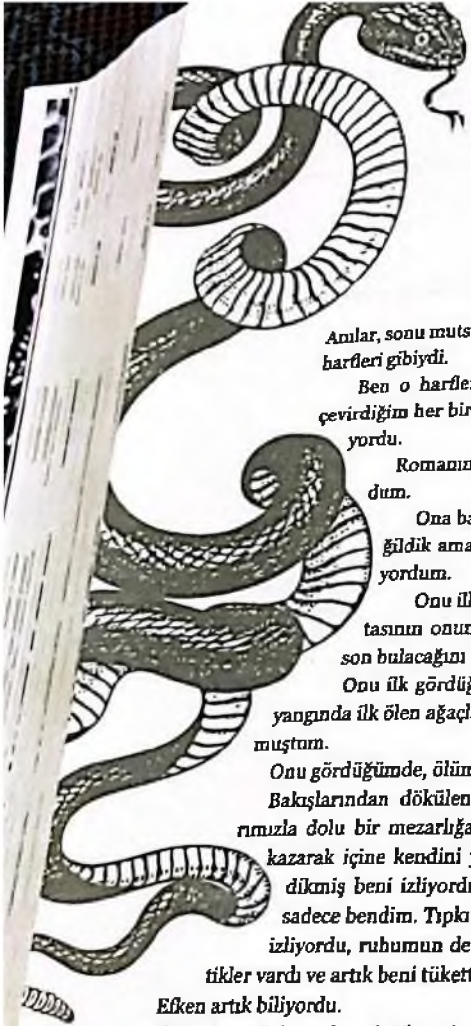 Anılar, sonu muts
harfleri gibiydi.
Ben o harfle
çevirdiğim her bir
yordu.
Romanın
dum.
Ona ba
ğildik ama
yordum.
Onu ilk
tasının onun
son bulacağını
Onu ilk gördüğ
yangında ilk ölen ağaçl
muştum.
Onu gördüğümde, ölüm
Bakışlarından dökülen
rımızla dolu bir mezarlığa
kazarak içine kendini
dikmiş beni izliyordı
sadece bendim. Tıpkı
izliyordu, ruhumun de
tikler vardı ve artık beni tükett
Efken artık biliyordu.